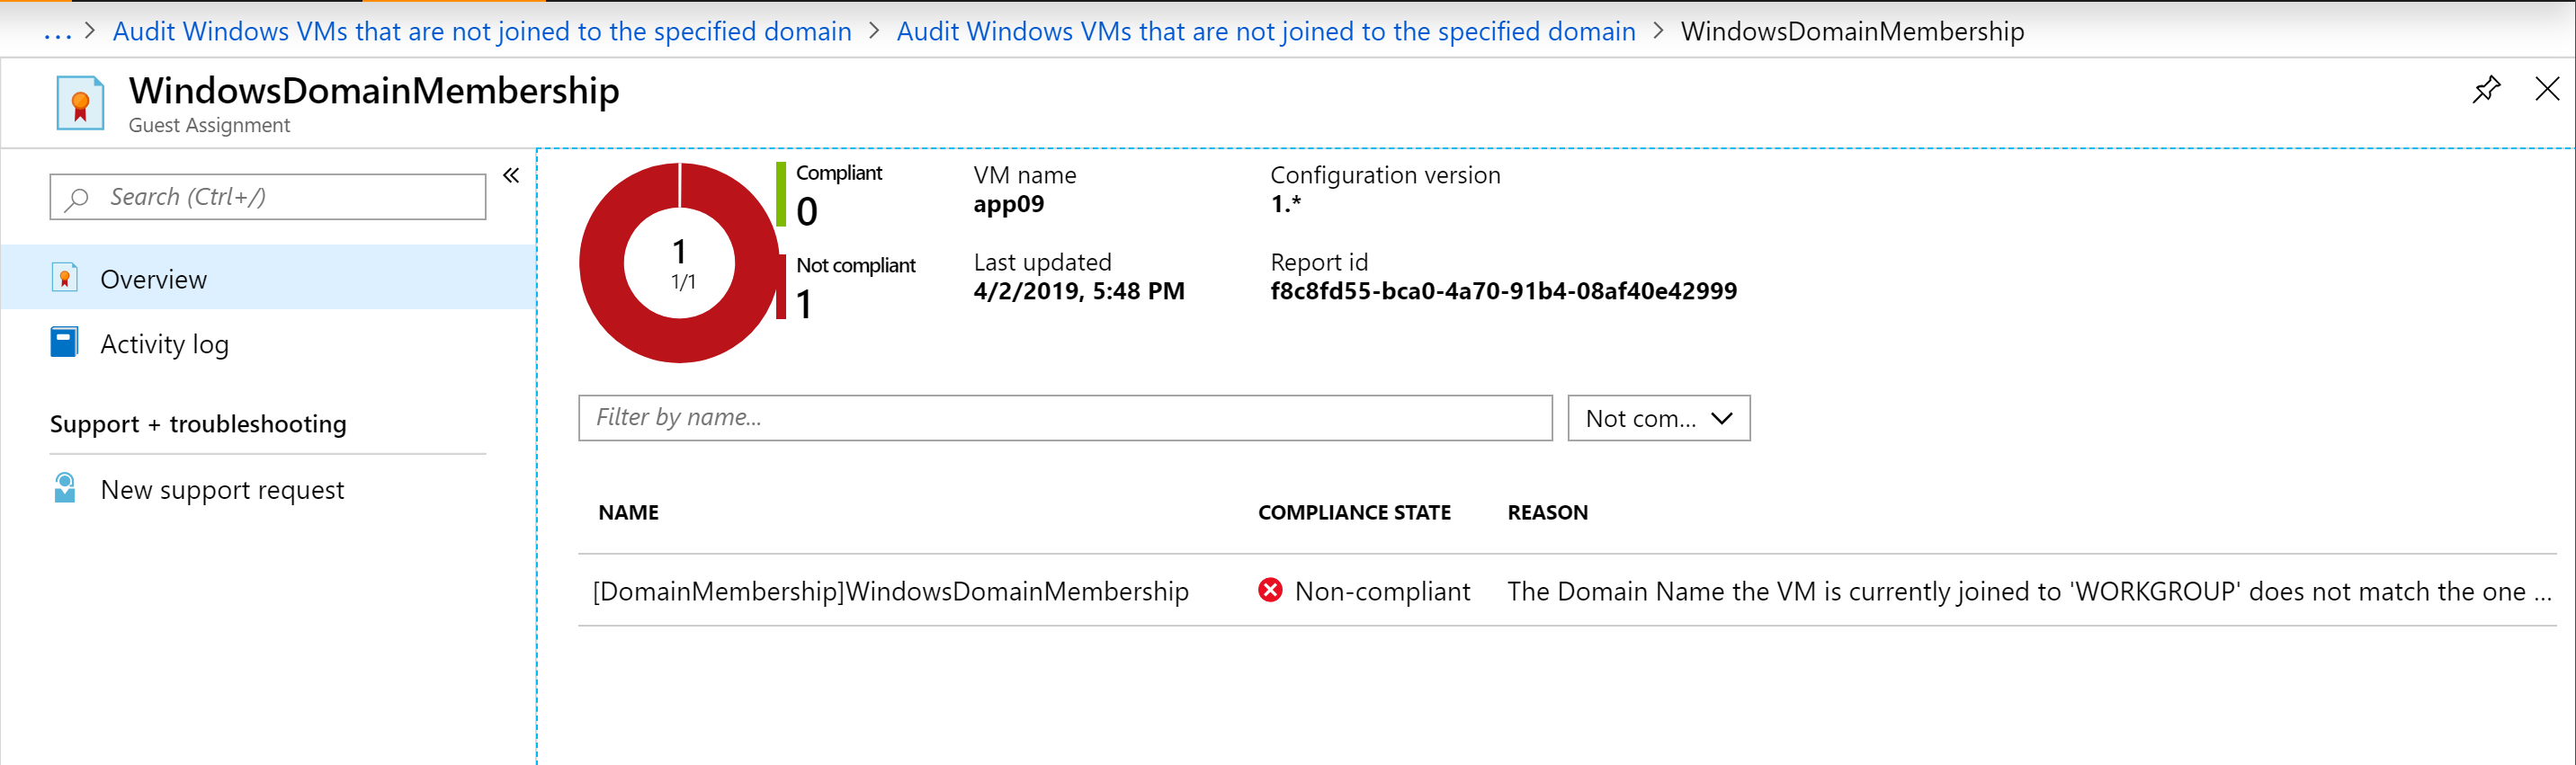 ... > Audit Windows VMs that are not joined to the specified domain > Audit Windows VMs that are not joined to the specified domain > WindowsDomainMembership
WindowsDomainMembership
Guest Assignment
Search (Ctrl+/)
«
Overview
Activity log
Support + troubleshooting
New support request
1
1/1
Compliant
0
Not compliant
1
VM name
app09
Last updated
4/2/2019, 5:48 PM
Configuration version
1.*
Report id
f8c8fd55-bca0-4a70-91b4-08af40e42999
Filter by name...
Not com...
NAME COMPLIANCE STATE REASON
[DomainMembership]WindowsDomainMembership Non-compliant The Domain Name the VM is currently joined to 'WORKGROUP' does not match the one ...